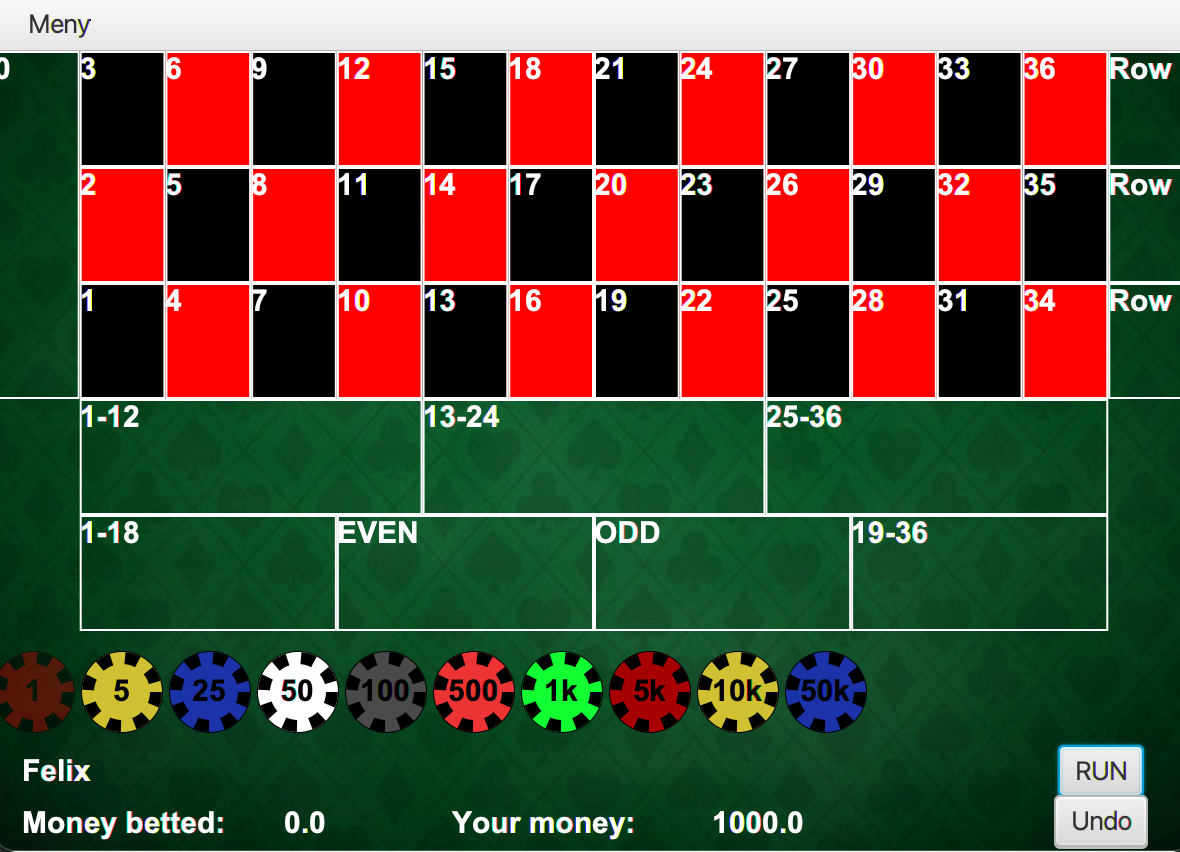 Meny
0 3 6 9 12 15 18 21 24 27 30 33 36 Row
2 5 8 11 14 17 20 23 26 29 32 35 Row
1 4 7 10 13 16 19 22 25 28 31 34 Row
1-12 13-24 25-36
1-18 EVEN ODD 19-36
1 5 25 50 100 500 1k 5k 10k 50k
Felix RUN
Money betted: 0.0 Your money: 1000.0 Undo